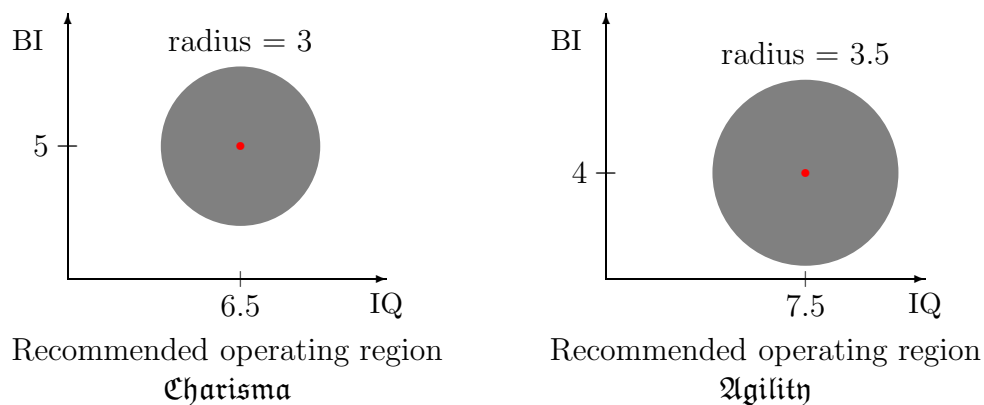 BI
radius = 3
5
6.5
IQ
Recommended operating region
Charisma
BI
radius = 3.5
4
7.5
IQ
Recommended operating region
Agility